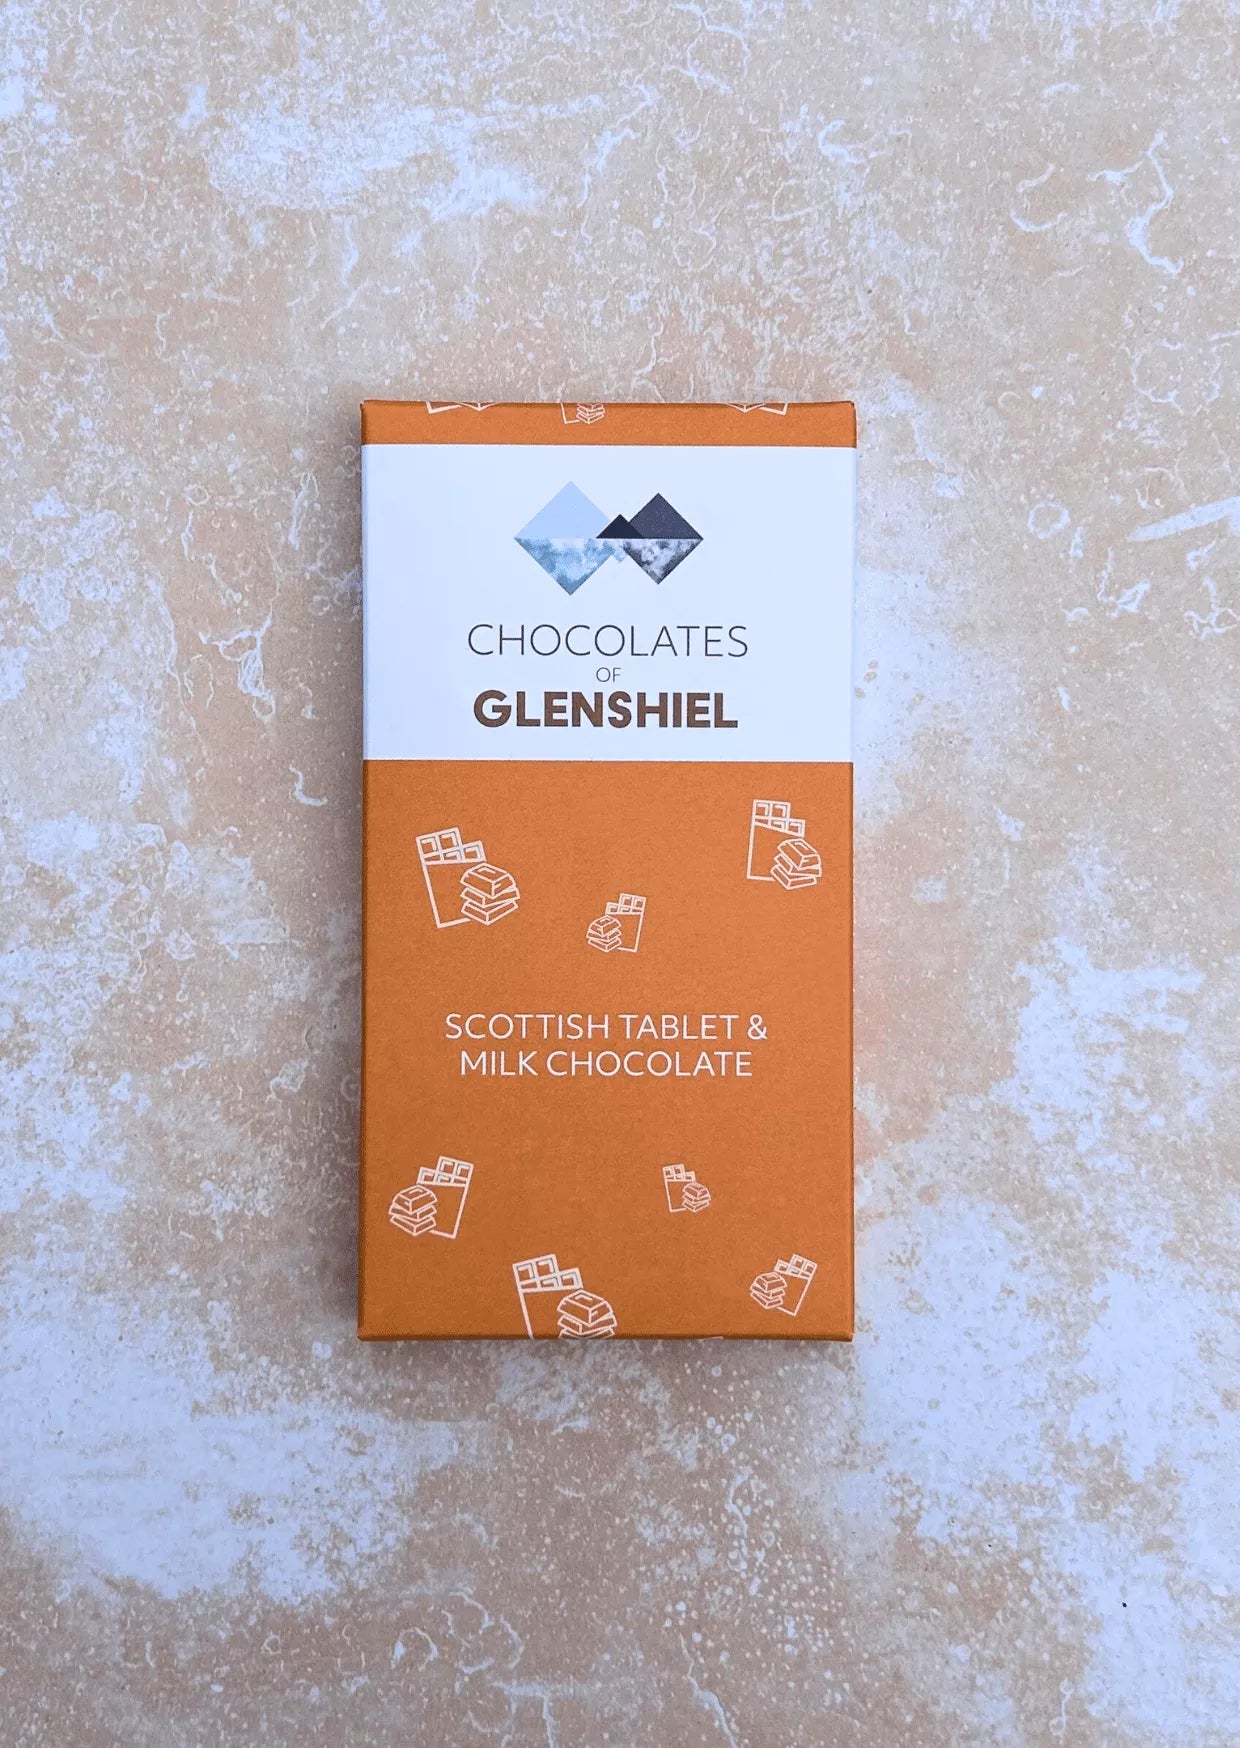 CHOCOLATES
OF
GLENSHIEL
SCOTTISH TABLET &
MILK CHOCOLATE